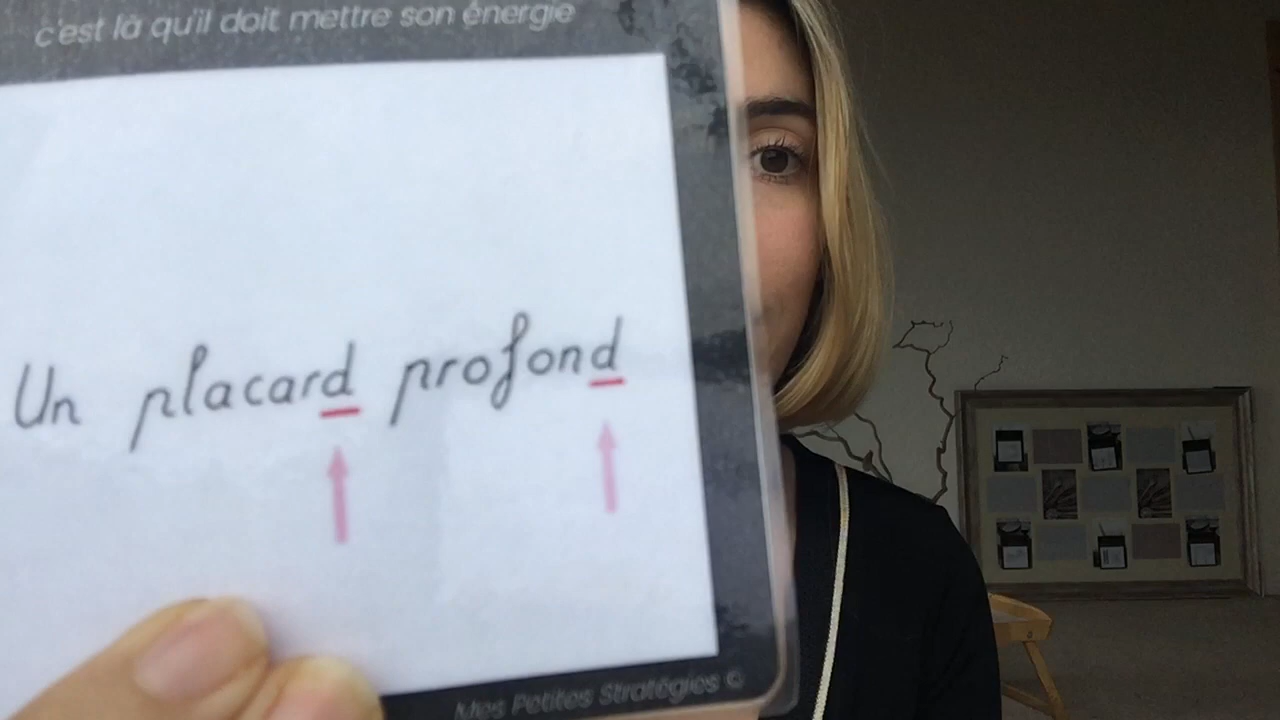 c'est là qu'il doit mettre son énergie
Un placard profond
Mes Petites Stratégies ©